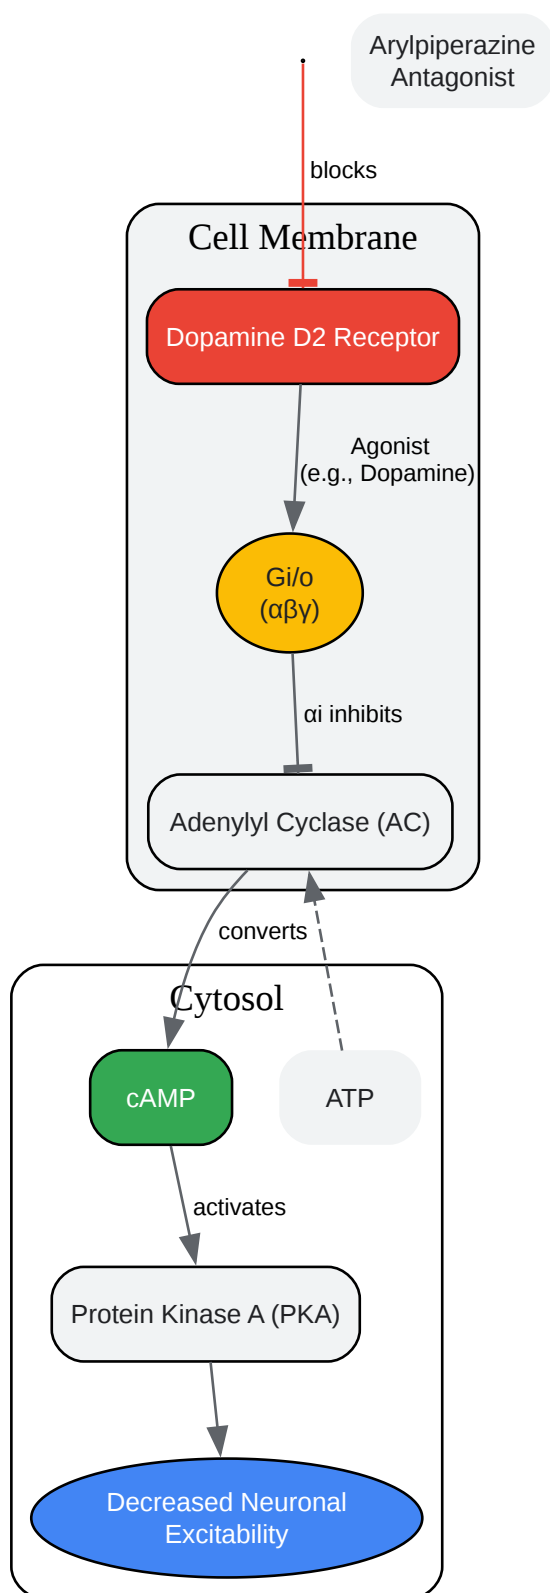 Arylpiperazine
Antagonist
blocks
Cell Membrane
Dopamine D2 Receptor
Agonist
(e.g., Dopamine)
Gi/o
(αβγ)
αi inhibits
Adenylyl Cyclase (AC)
converts
Cytosol
cAMP
ATP
activates
Protein Kinase A (PKA)
Decreased Neuronal
Excitability